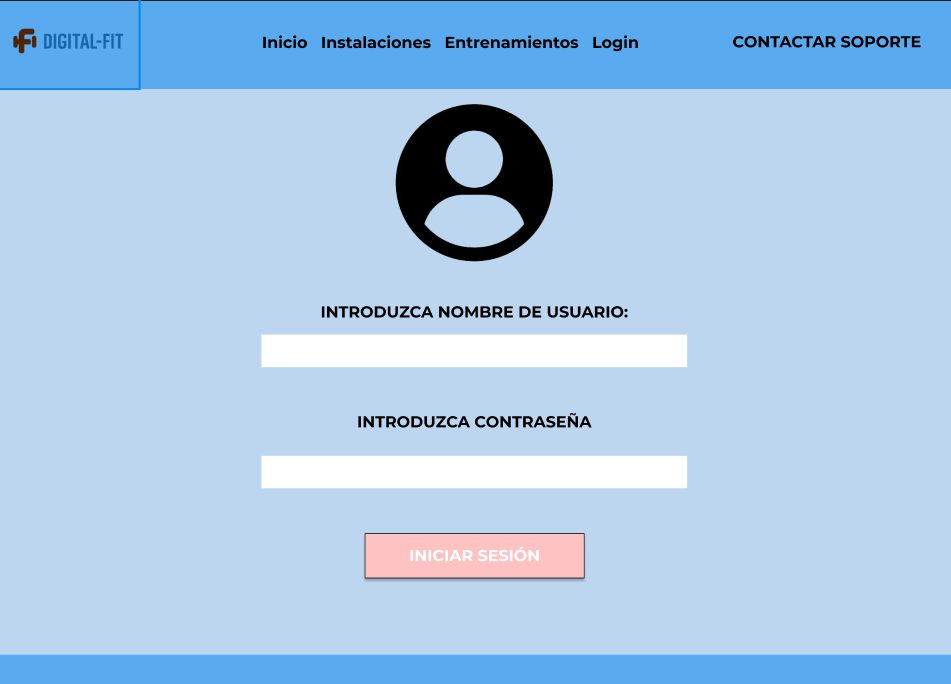 DIGITAL-FIT
Inicio Instalaciones Entrenamientos Login
CONTACTAR SOPORTE
INTRODUZCA NOMBRE DE USUARIO:
INTRODUZCA CONTRASEÑA
INICIAR SESIÓN